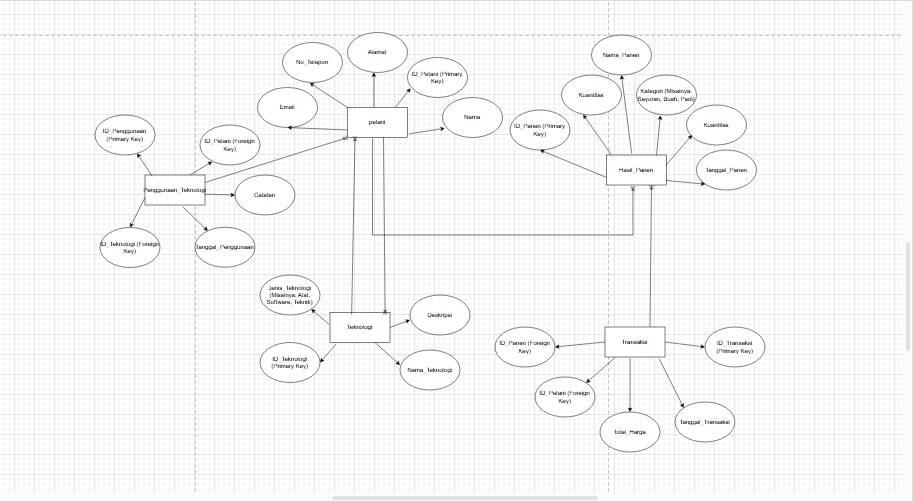 Nama_Panen
Alamat
No_Telepon
ID_Petani (Primary
Key)
Kuantitas
Kategori (Misalnya:
Sayuran, Buah, Padi)
Email
petani
Nama
ID_Panen (Primary
Key)
Kuantitas
ID_Penggunaan
(Primary Key)
ID_Petani (Foreign
Key)
Hasil_Panen
Tanggal_Panen
Penggunaan_Teknologi
Catatan
ID_Teknologi (Foreign
Key)
Tanggal_Penggunaan
Jenis_Teknologi
(Misalnya: Alat,
Software, Teknik)
Deskripsi
Teknologi
ID_Panen (Foreign
Key)
Transaksi
ID_Transaksi
(Primary Key)
ID_Teknologi
(Primary Key)
Nama_Teknologi
ID_Petani (Foreign
Key)
Tanggal_Transaksi
Total_Harga